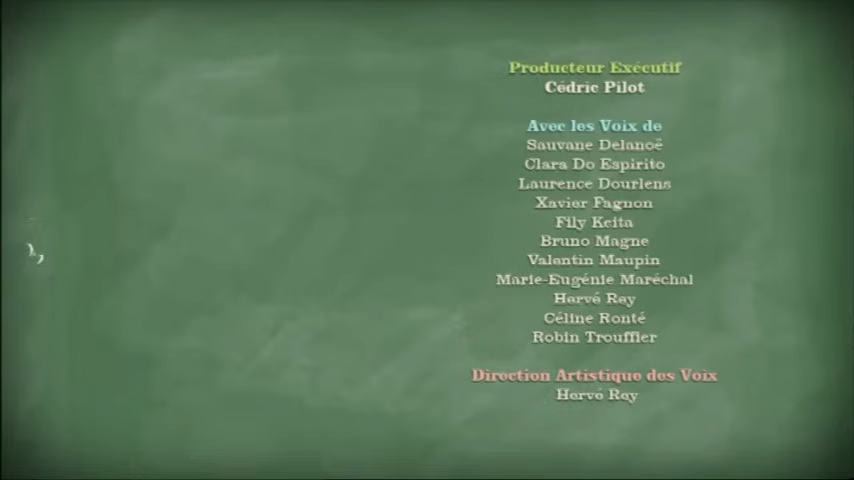 Producteur Exécutif
Cédric Pilot
Avec les Voix de
Sauvane Delanoë
Clara Do Espirito
Laurence Dourlens
Xavier Fagnon
Fily Keita
Bruno Magne
Valentin Maupin
Marie-Eugénie Maréchal
Hervé Rey
Céline Ronté
Robin Trouffier
Direction Artistique des Voix
Hervé Rey